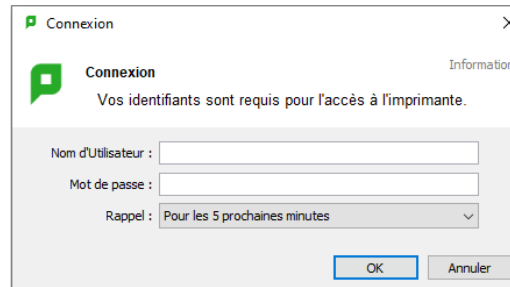 Connexion
Connexion
Information
Vos identifiants sont requis pour l'accès à l'imprimante.
Nom d'Utilisateur :
Mot de passe :
Rappel : Pour les 5 prochaines minutes
OK Annuler